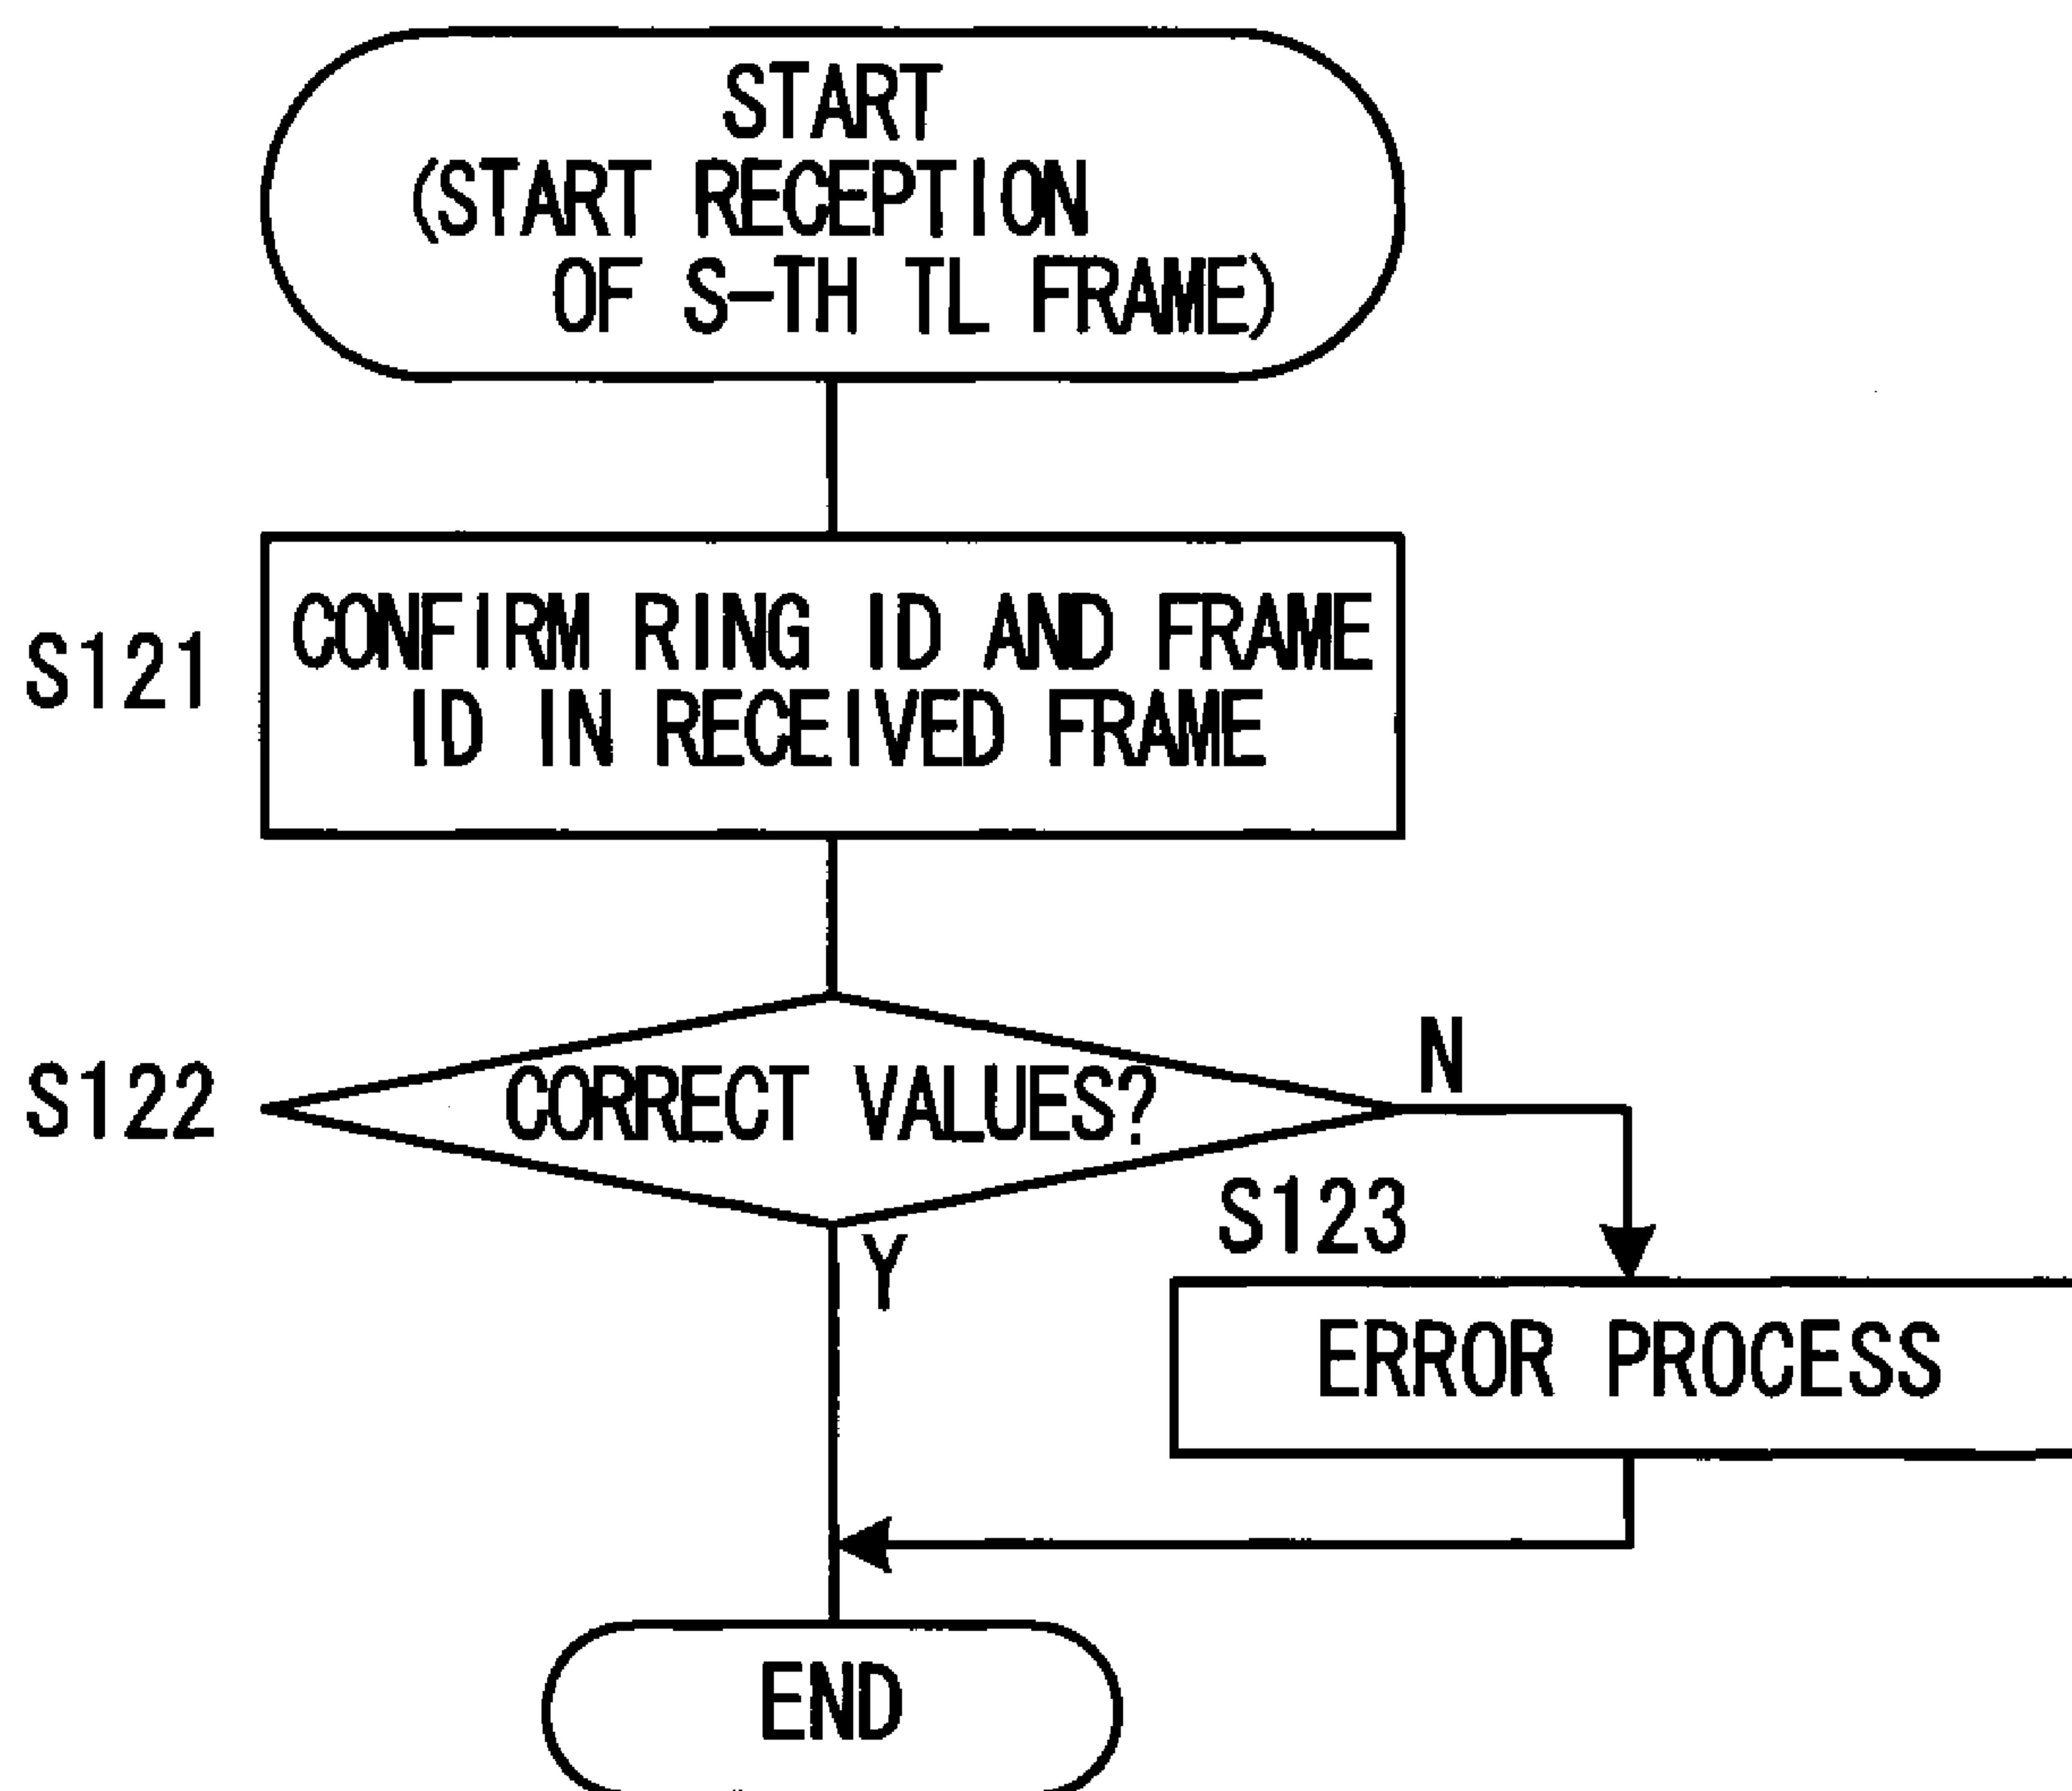 START
(START RECEPTION
OF S-TH TL FRAME)
S121
CONFIRM RING ID AND FRAME
ID IN RECEIVED FRAME
S122
CORRECT VALUES?
N
Y
S123
ERROR PROCESS
END